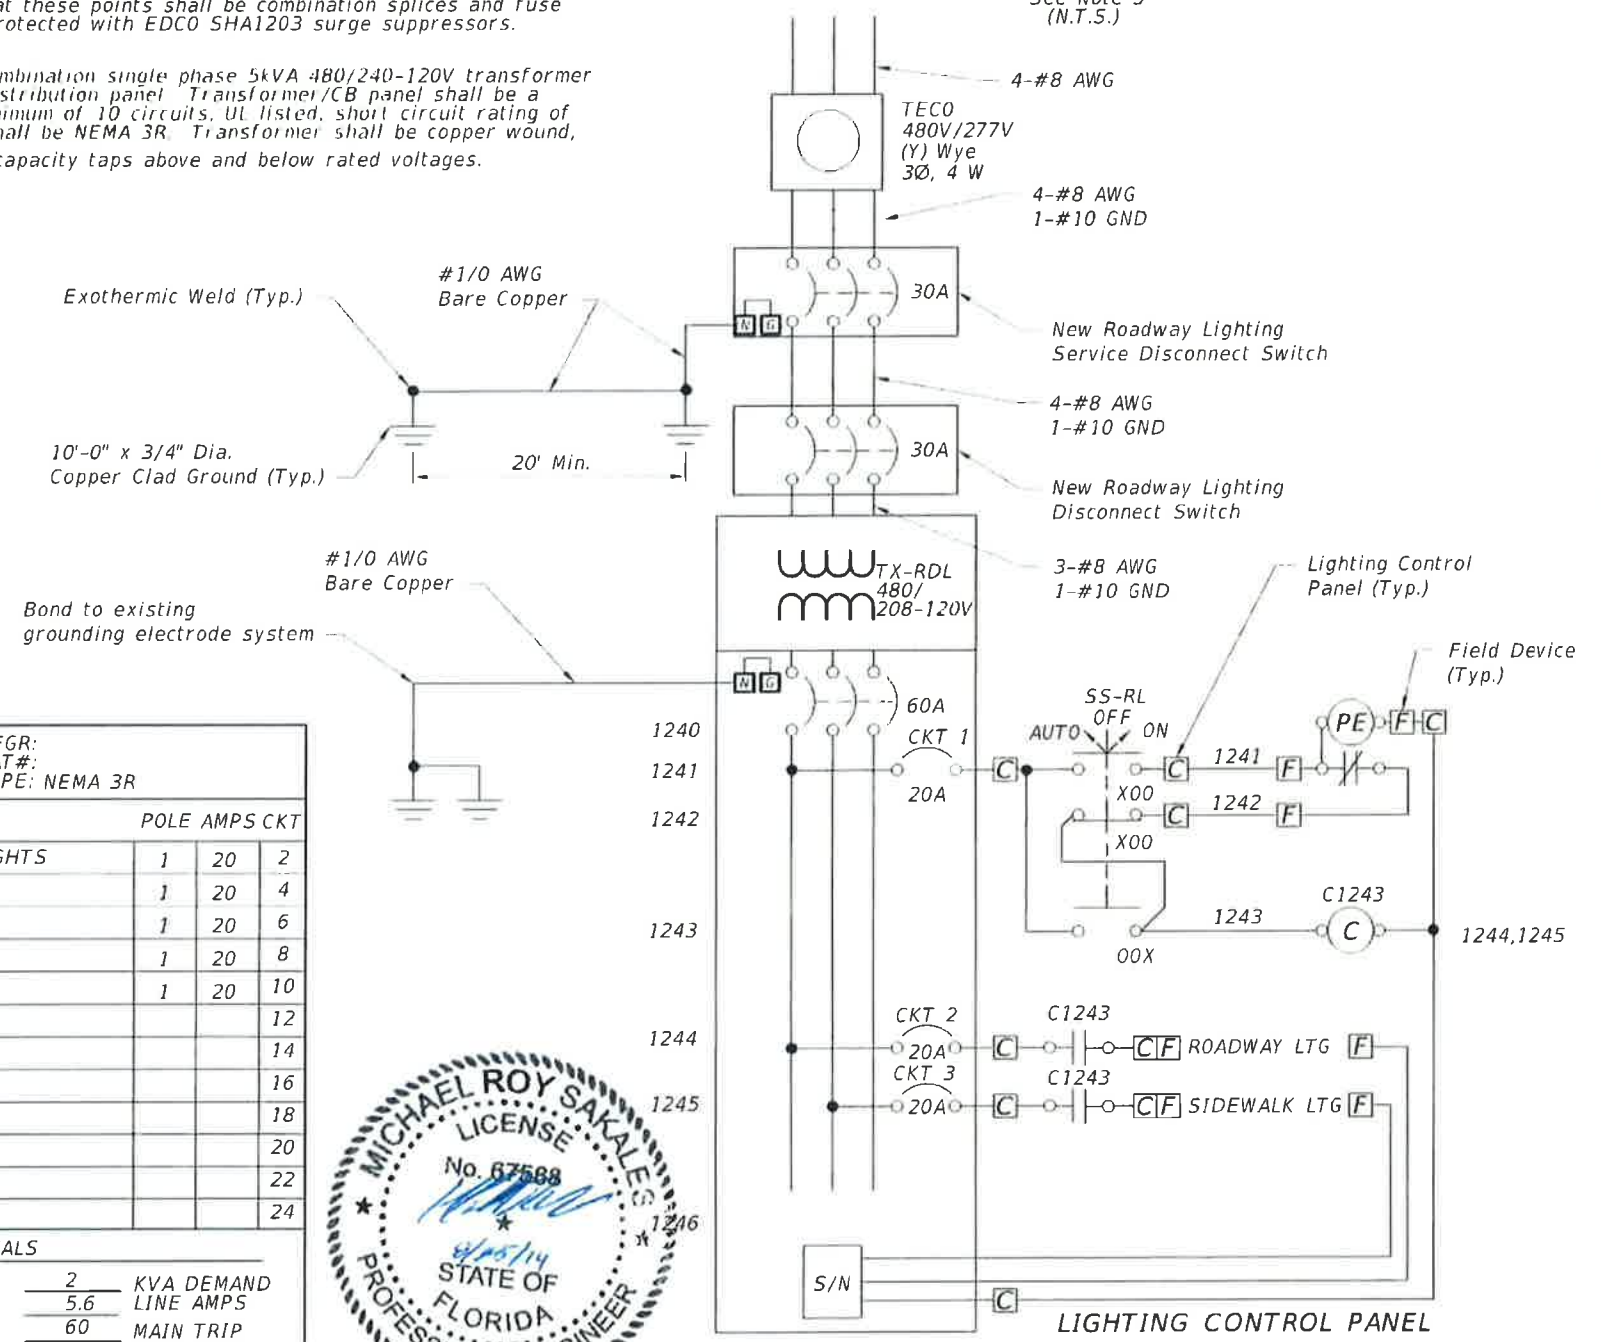 at these points shall be combination splices and fuse
rotected with EDCO SHA1203 surge suppressors.
mbination single phase 5kVA 480/240-120V transformer
stribution panel Transformer/CB panel shall be a
nimum of 10 circuits, UL listed, short circuit rating of
hall be NEMA 3R. Transformer shall be copper wound,
capacity taps above and below rated voltages.
(N.T.S.)
4-#8 AWG
TECO
480V/277V
(Y) Wye
3Ø, 4 W
4-#8 AWG
1-#10 GND
Exothermic Weld (Typ.)
#1/0 AWG
Bare Copper
30A
N G
New Roadway Lighting
Service Disconnect Switch
4-#8 AWG
1-#10 GND
10'-0" x 3/4" Dia.
Copper Clad Ground (Typ.)
20' Min.
30A
New Roadway Lighting
Disconnect Switch
#1/0 AWG
Bare Copper
TX-RDL
480/
208-120V
3-#8 AWG
1-#10 GND
Lighting Control
Panel (Typ.)
Bond to existing
grounding electrode system
Field Device
(Typ.)
N G
60A
SS-RL
OFF
AUTO ON
PE F C
1240
CKT 1
1241
20A
C
C 1241 F
X00
1242
C 1242 F
X00
1243
C1243
1243
C
00X
1244,1245
1244
CKT 2
20A
C
C1243
C F ROADWAY LTG F
1245
CKT 3
20A
C
C1243
C F SIDEWALK LTG F
1246
S/N
C
LIGHTING CONTROL PANEL
FGR:
AT#:
PE: NEMA 3R
POLE AMPS CKT
GHTS 1 20 2
1 20 4
1 20 6
1 20 8
1 20 10
12
14
16
18
20
22
24
ALS
2 KVA DEMAND
5.6 LINE AMPS
60 MAIN TRIP
MICHAEL ROY SAKALES
LICENSE
No. 67568
8/25/14
STATE OF
FLORIDA